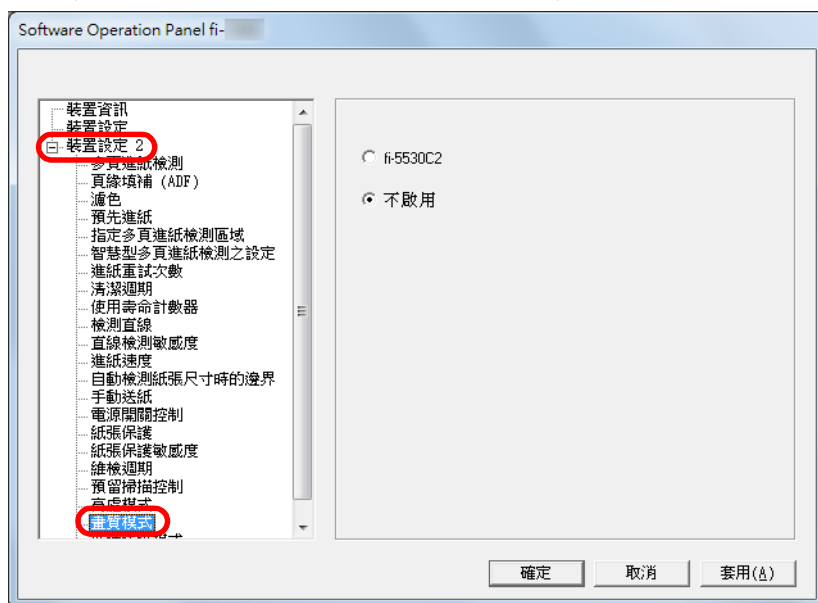 Software Operation Panel fi-
裝置資訊
裝置設定
裝置設定 2
多頁進紙檢測
頁緣填補 (ADF)
濾色
預先進紙
指定多頁進紙檢測區域
智慧型多頁進紙檢測之設定
進紙重試次數
清潔週期
使用壽命計數器
檢測直線
直線檢測敏感度
進紙速度
自動檢測紙張尺寸時的邊界
手動送紙
電源開關控制
紙張保護
紙張保護敏感度
維檢週期
預留掃描控制
高處模式
畫質模式
fi-5530C2
不啟用
確定
取消
套用(A)